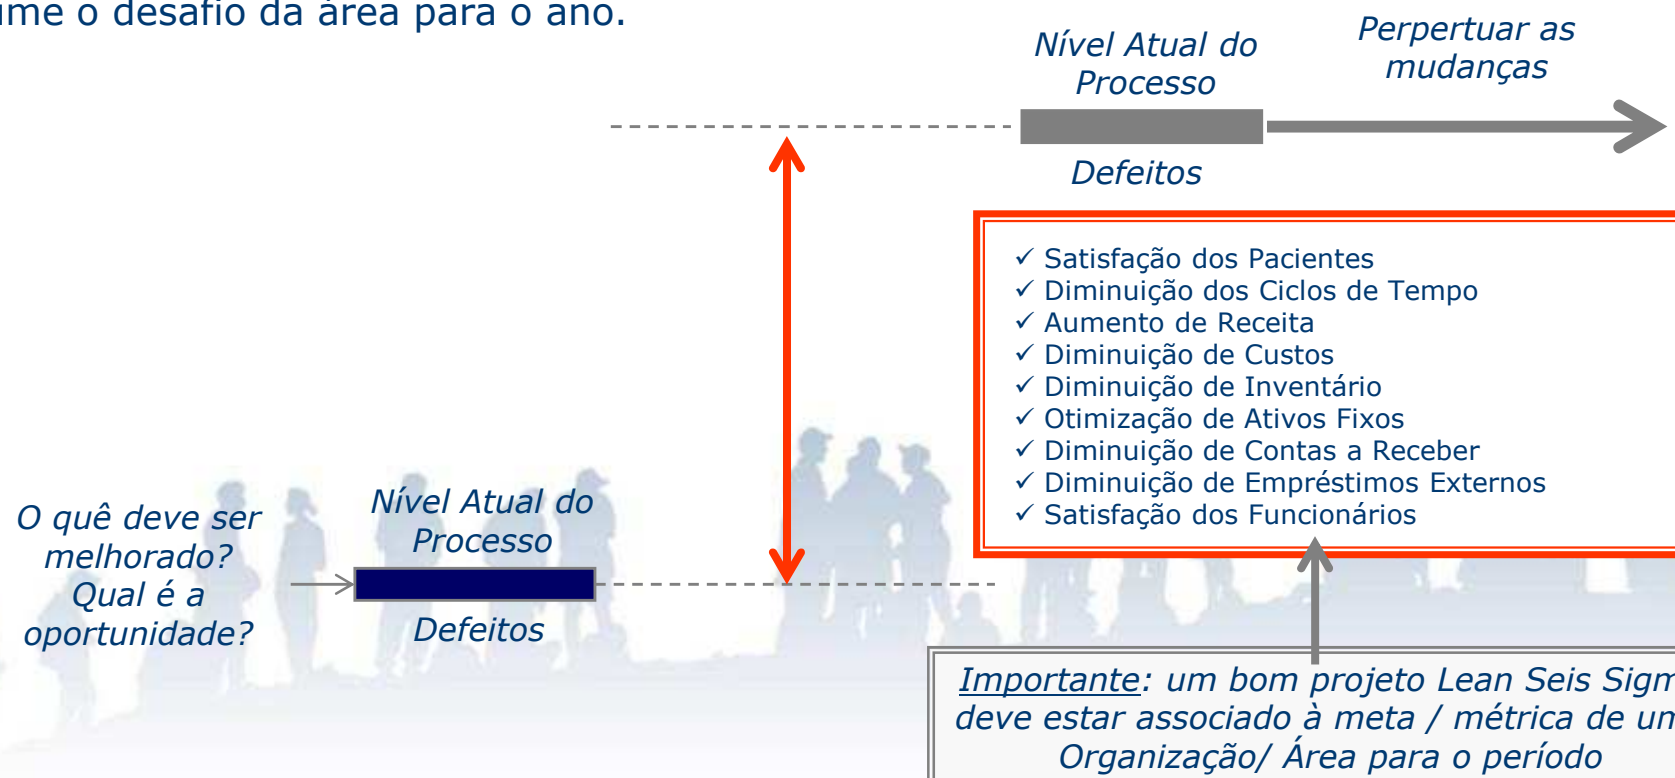 ume o desafio da área para o ano.
Nível Atual do
Processo
Perpertuar as
mudanças
Defeitos
✓ Satisfação dos Pacientes
✓ Diminuição dos Ciclos de Tempo
✓ Aumento de Receita
✓ Diminuição de Custos
✓ Diminuição de Inventário
✓ Otimização de Ativos Fixos
✓ Diminuição de Contas a Receber
✓ Diminuição de Empréstimos Externos
✓ Satisfação dos Funcionários
O quê deve ser
melhorado?
Qual é a
oportunidade?
Nível Atual do
Processo
Defeitos
Importante: um bom projeto Lean Seis Sigm
deve estar associado à meta / métrica de um
Organização/ Área para o período